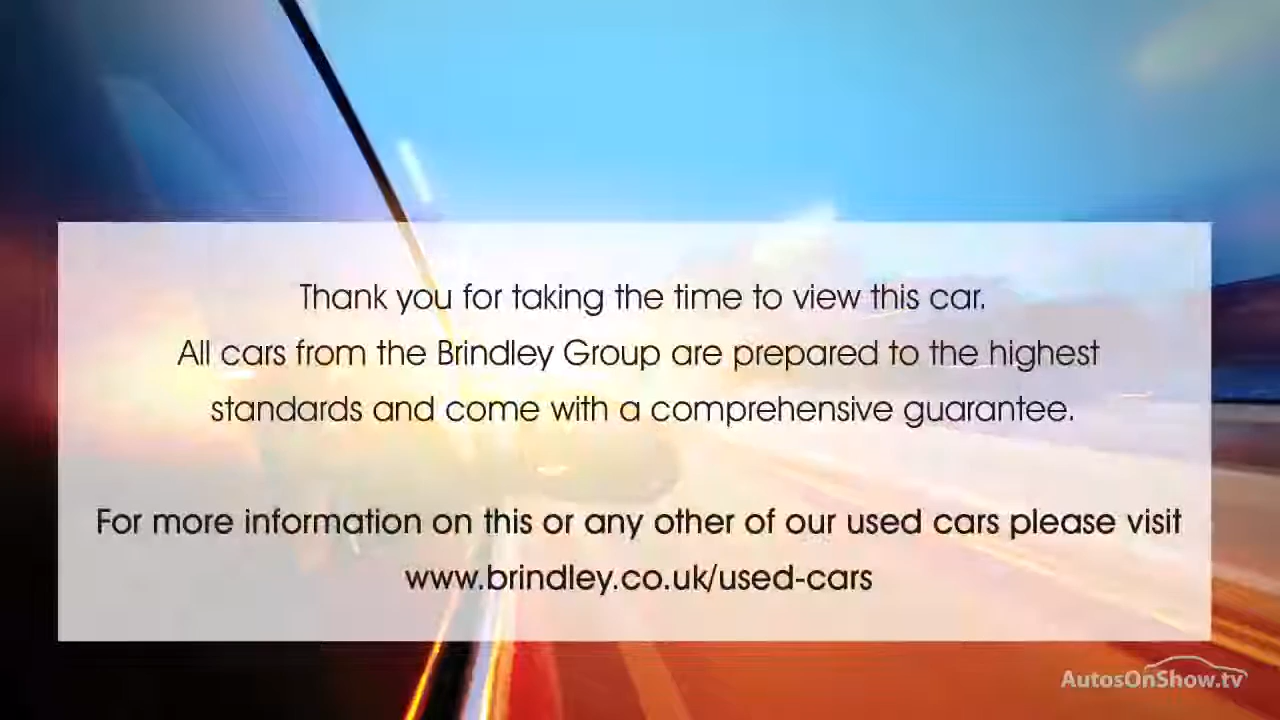 Thank you for taking the time to view this car.
All cars from the Brindley Group are prepared to the highest
standards and come with a comprehensive guarantee.
For more information on this or any other of our used cars please visit
www.brindley.co.uk/used-cars
AutosOnShow.tv